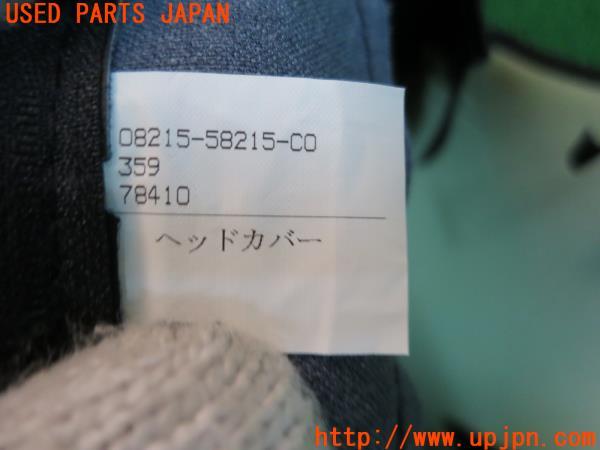 USED PARTS JAPAN
08215-58215-C0
359
78410
ヘッドカバー
http://www.upjpn.com